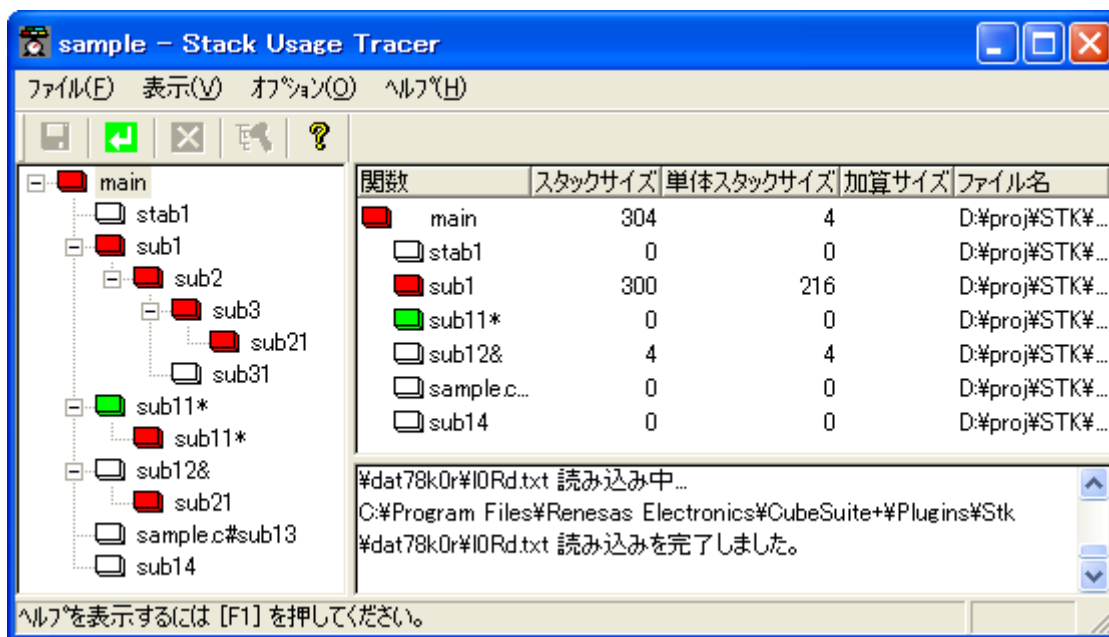 sample - Stack Usage Tracer
ファイル(F) 表示(V) オプション(O) ヘルプ(H)
main
stab1
sub1
sub2
sub3
sub21
sub31
sub11*
sub11*
sub12&
sub21
sample.c#sub13
sub14
関数 スタックサイズ 単体スタックサイズ 加算サイズ ファイル名
main 304 4 D:¥proj¥STK¥...
stab1 0 0 D:¥proj¥STK¥...
sub1 300 216 D:¥proj¥STK¥...
sub11* 0 0 D:¥proj¥STK¥...
sub12& 4 4 D:¥proj¥STK¥...
sample.c... 0 0 D:¥proj¥STK¥...
sub14 0 0 D:¥proj¥STK¥...
¥dat78k0r¥l0Rd.txt 読み込み中...
C:¥Program Files¥Renesas Electronics¥CubeSuite+¥Plugins¥Stk
¥dat78k0r¥l0Rd.txt 読み込みを完了しました。
ヘルプを表示するには [F1] を押してください。